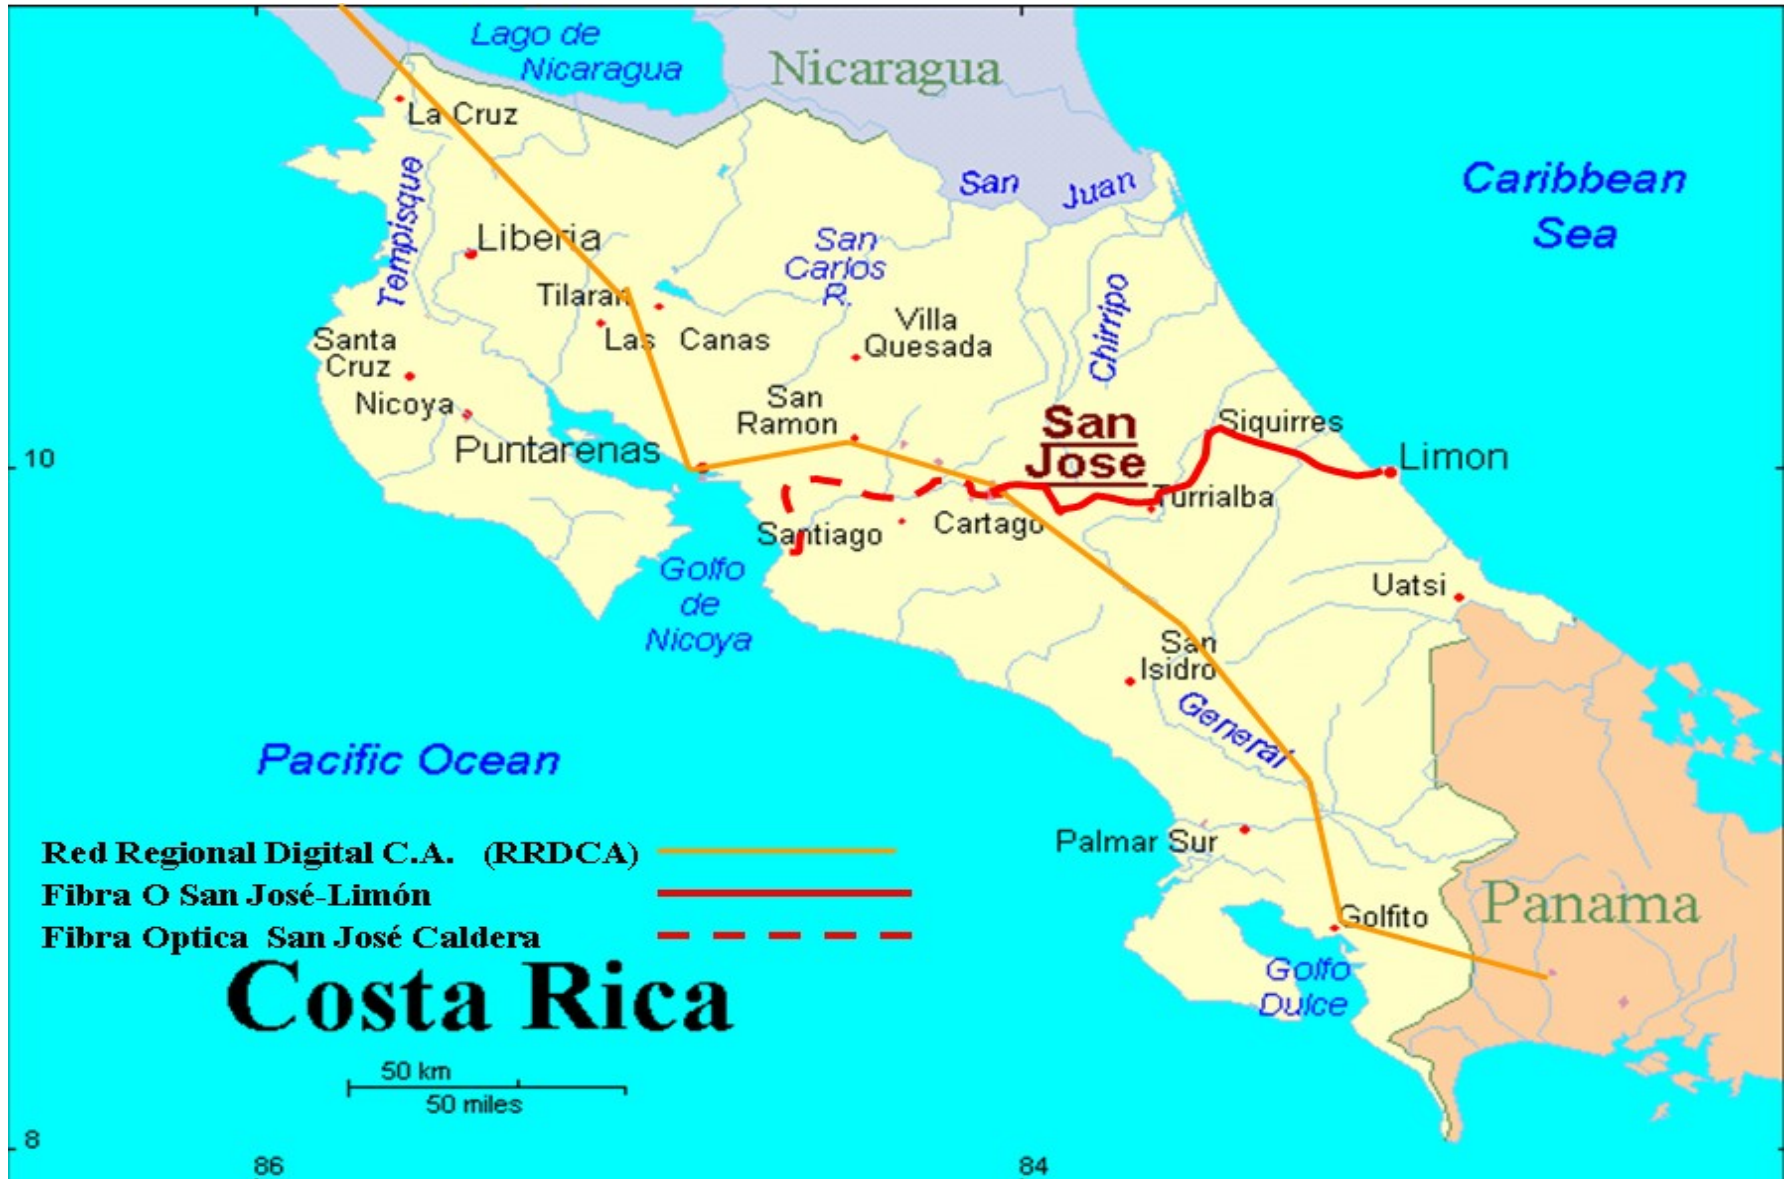 Lago de
Nicaragua
Nicaragua
La Cruz
Caribbean
Sea
San
Juan
Tempisque
Liberia
San
Carlos
R.
Chirripo
Tilaran
Villa
Quesada
Las Canas
Santa
Cruz
Nicoya
San
Ramon
San
Jose
Siquirres
Puntarenas
Limon
10
Turrialba
Santiago
Cartago
Golfo
de
Nicoya
Uatsi
San
Isidro
General
Pacific Ocean
Palmar Sur
Red Regional Digital C.A. (RRDCA)
Fibra O San José-Limón
Fibra Optica San José Caldera
Panama
Golfito
Golfo
Dulce
Costa Rica
50 km
50 miles
8
86
84